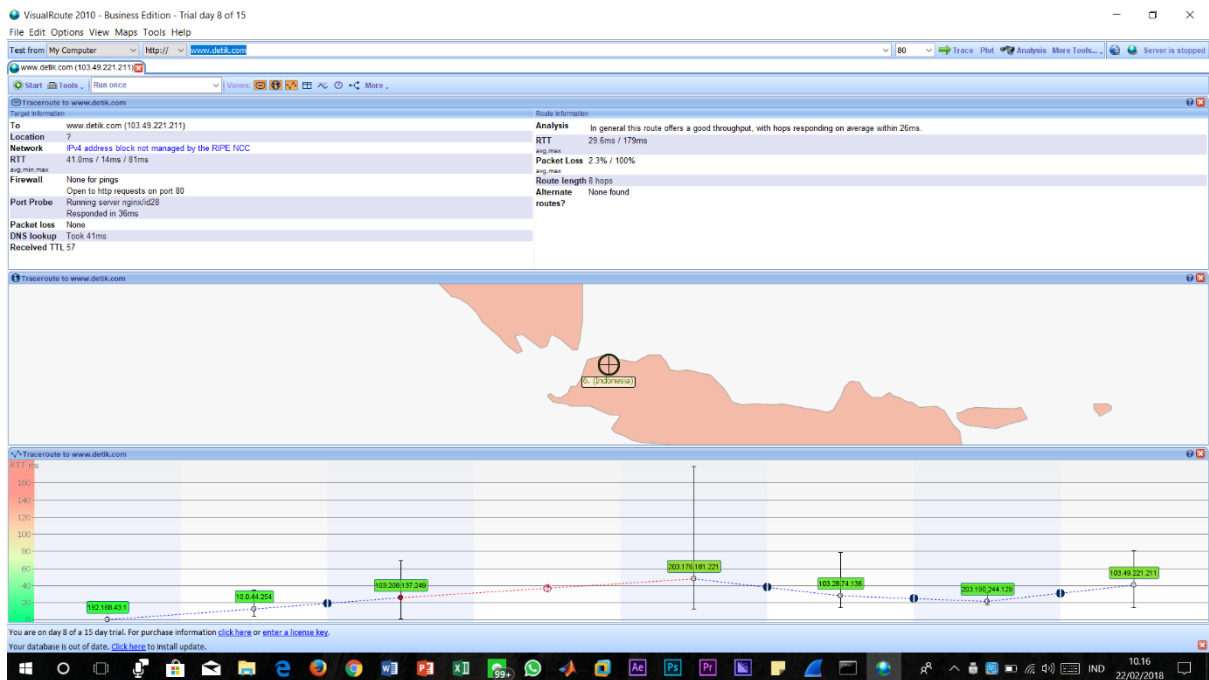 VisualRoute 2010 - Business Edition - Trial day 8 of 15
File Edit Options View Maps Tools Help
Test from My Computer http:// www.detik.com 80 Trace Plot Analysis More Tools... Server is stopped
www.detik.com (103.49.221.211)
Start Tools Run once Views: More
Traceroute to www.detik.com
Target Information
To www.detik.com (103.49.221.211)
Location ?
Network IPv4 address block not managed by the RIPE NCC
RTT 41.0ms / 14ms / 81ms
avg,min,max
Firewall None for pings
Open to http requests on port 80
Port Probe Running server nginx/id28
Responded in 36ms
Packet loss None
DNS lookup Took 41ms
Received TTL 57
Route Information
Analysis In general this route offers a good throughput, with hops responding on average within 26ms.
RTT 29.6ms / 179ms
avg,max
Packet Loss 2.3% / 100%
avg,max
Route length 8 hops
Alternate None found
routes?
Traceroute to www.detik.com
6. (Indonesia)
Traceroute to www.detik.com
RTT ms
160
140
120
100
80
60
40
20
0
192.168.43.1
10.0.44.254
103.288.137.249
?
203.176.181.221
103.28.74.136
203.190.244.129
103.49.221.211
You are on day 8 of a 15 day trial. For purchase information click here or enter a license key.
Your database is out of date. Click here to install update.
99+
Ae Ps Pr
IND
10.16
22/02/2018